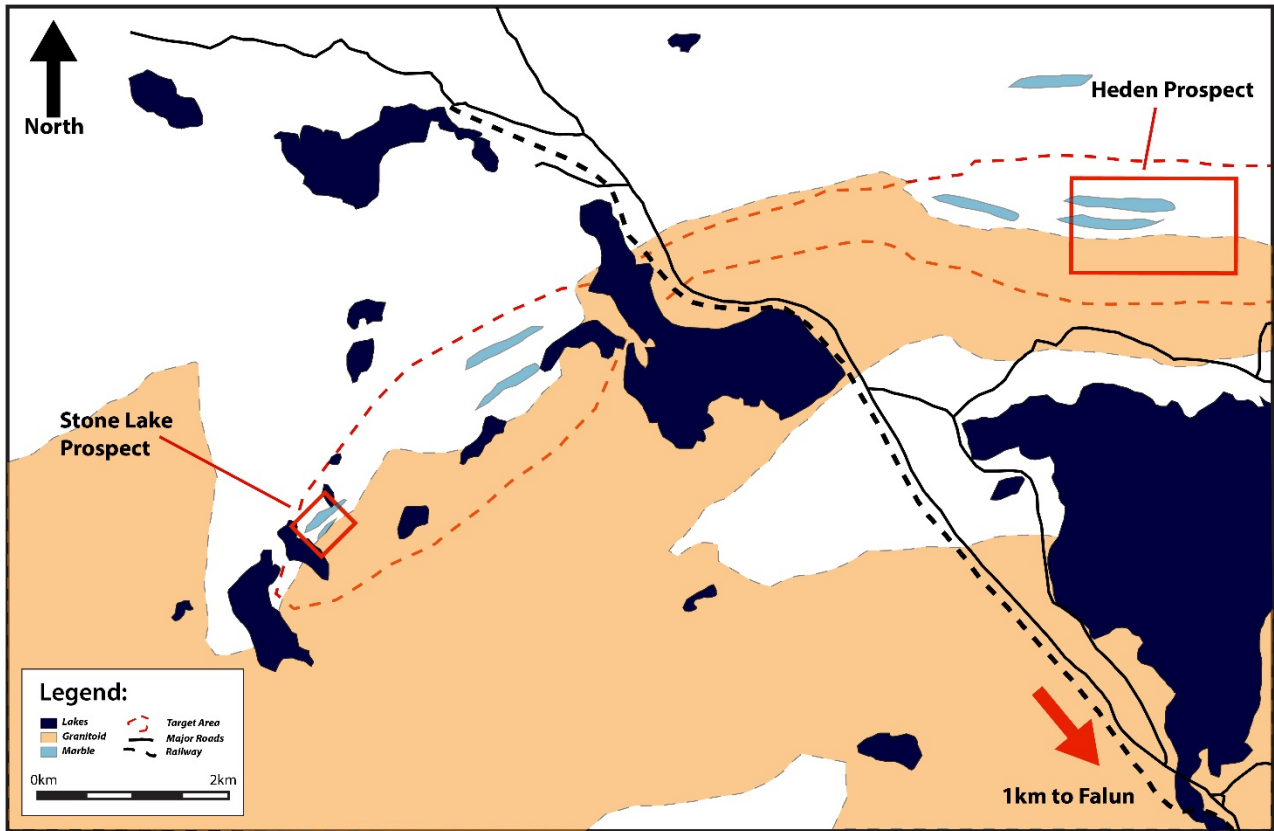 North
Heden Prospect
Stone Lake
Prospect
1km to Falun
Legend:
Lakes
Granitoid
Marble
Target Area
Major Roads
Railway
0km
2km